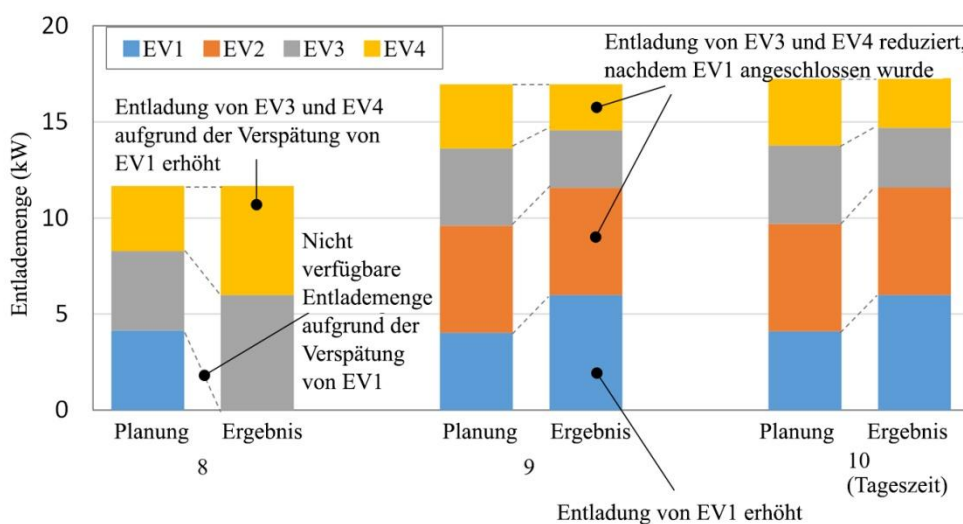 20
EV1 EV2 EV3 EV4
Entladung von EV3 und EV4 reduziert,
nachdem EV1 angeschlossen wurde
Entladung von EV3 und EV4
aufgrund der Verspätung von
EV1 erhöht
15
10
Nicht
verfügbare
Entlademenge
aufgrund der
Verspätung
von EV1
5
0
Entlademenge (kW)
Planung Ergebnis
8
Planung Ergebnis
9
Planung Ergebnis
10
(Tageszeit)
Entladung von EV1 erhöht